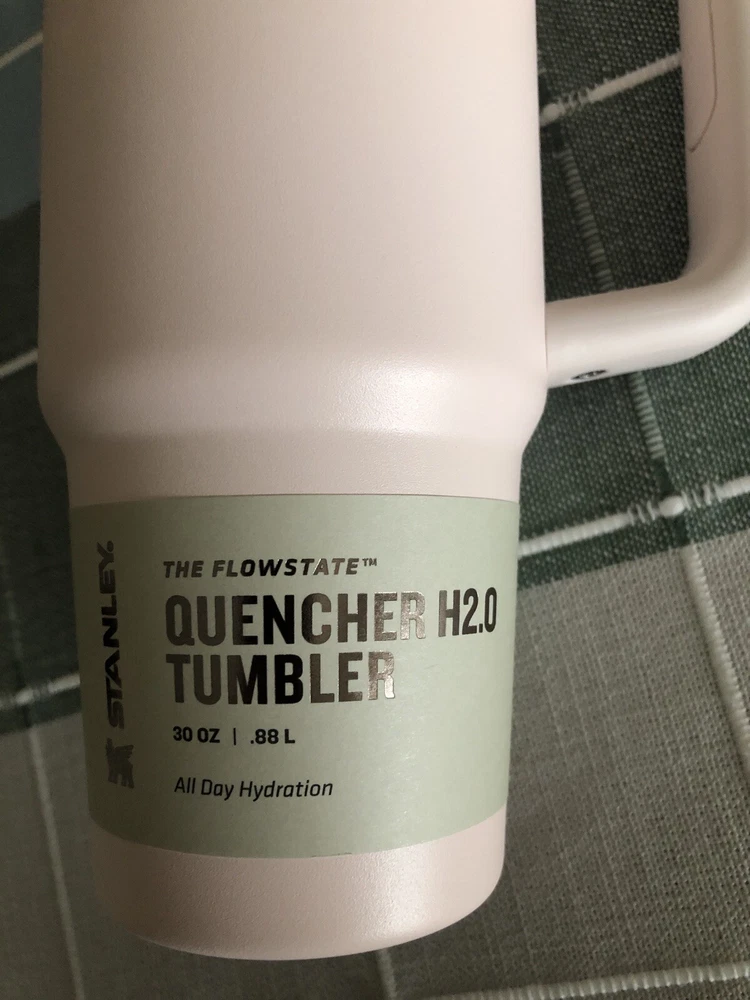 STANLEY®
THE FLOWSTATE™
QUENCHER H2.0
TUMBLER
30 OZ | .88 L
All Day Hydration